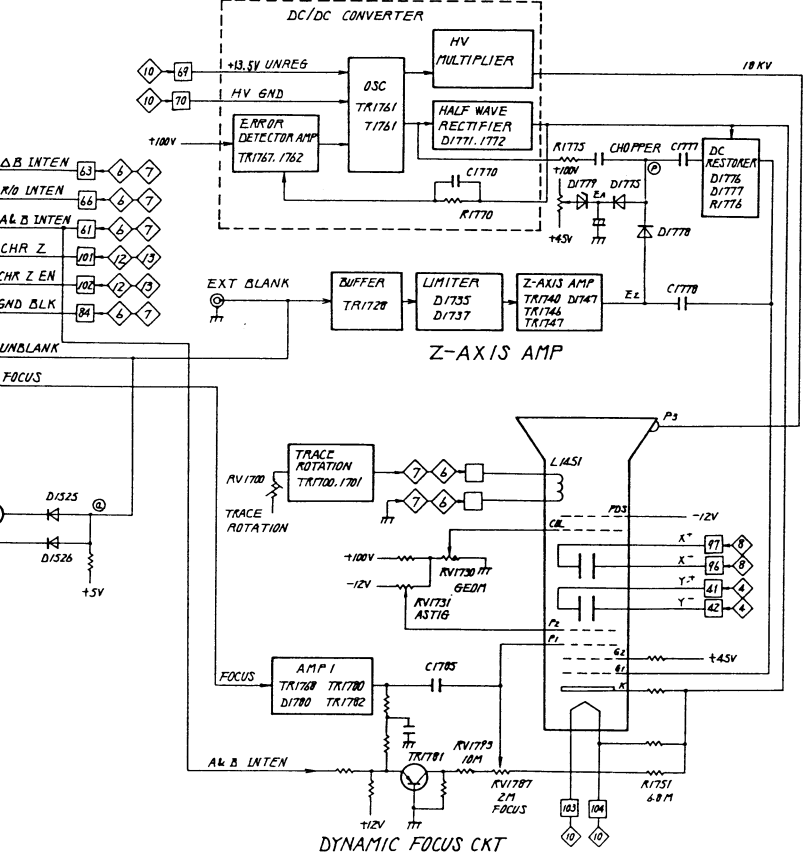 DC/DC CONVERTER
HV
MULTIPLIER
10 69 +13.5V UNREG
10 70 HV GND
OSC
TR1761
T1761
+100V
ERROR
DETECTOR AMP
TR1767, 1762
HALF WAVE
RECTIFIER
D1771, 1772
18 KV
C1770
R1770
R1775
CHOPPER
C1777
P
+100V
D1779
EA
D1775
+45V
D1778
DC
RESTORER
D1776
D1777
R1776
ΔB INTEN 63 6 7
R/O INTEN 66 6 7
A&B INTEN 61 6 7
CHR Z 101 12 13
CHR Z EN 102 12 13
GND BLK 84 6 7
UNBLANK
FOCUS
EXT BLANK
BUFFER
TR1728
LIMITER
D1735
D1737
Z-AXIS AMP
TR1740 D1747
TR1746
TR1747
E2
C1778
Z-AXIS AMP
D1525
a
D1526
+5V
RV1700
TRACE
ROTATION
TRACE
ROTATION
TR1700, 1701
7 6
7 6
L1451
P3
PDS
-12V
COL
X+ 97 8
X- 96 8
Y+ 41 4
Y- 42 4
+100V
RV1730
GEOM
-12V
RV1731
ASTIG
P2
P1
G2
+45V
G1
K
FOCUS
AMP 1
TR1768 TR1780
D1780 TR1782
C1785
A&B INTEN
TR1781
RV1793
10M
RV1787
2M
FOCUS
R1751
6.8M
+12V
103 104
10 10
DYNAMIC FOCUS CKT